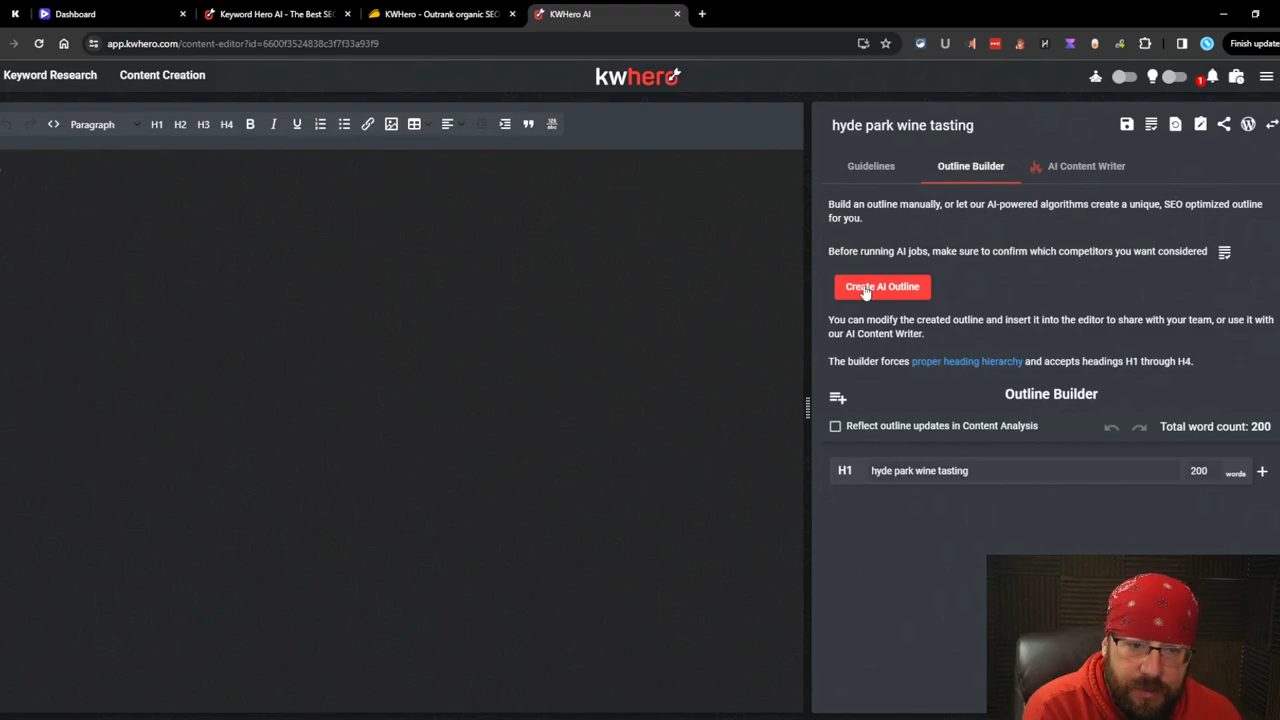 Dashboard
Keyword Hero AI - The Best SE
KWHero - Outrank organic SEO
KWHero AI
app.kwhero.com/content-editor?id=6600f3524838c3f7f33a93f9
Finish update
Keyword Research
Content Creation
kwhero
1
Paragraph
H1
H2
H3
H4
B
I
U
hyde park wine tasting
Guidelines
Outline Builder
AI Content Writer
Build an outline manually, or let our AI-powered algorithms create a unique, SEO optimized outline
for you.
Before running AI jobs, make sure to confirm which competitors you want considered
Create AI Outline
You can modify the created outline and insert it into the editor to share with your team, or use it with
our AI Content Writer.
The builder forces proper heading hierarchy and accepts headings H1 through H4.
Outline Builder
Reflect outline updates in Content Analysis
Total word count: 200
H1
hyde park wine tasting
200
words